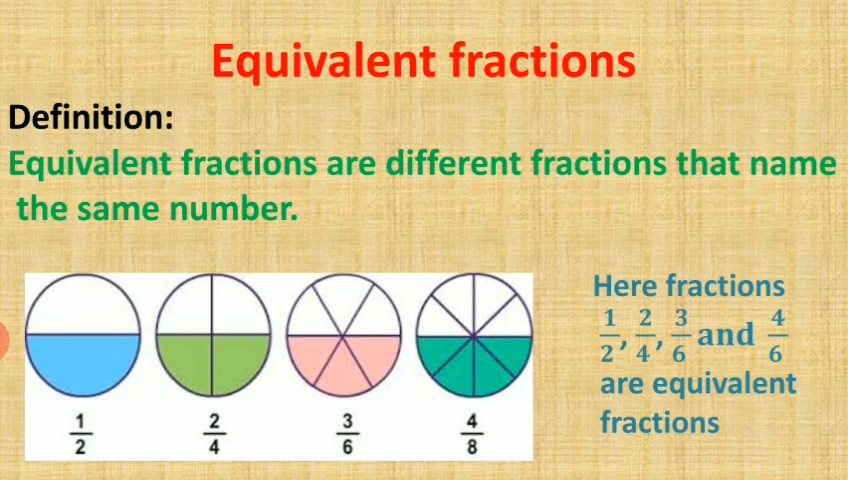 Equivalent fractions
Definition:
Equivalent fractions are different fractions that name
the same number.
Here fractions
1/2, 2/4, 3/6 and 4/6
are equivalent
fractions
1/2 2/4 3/6 4/8